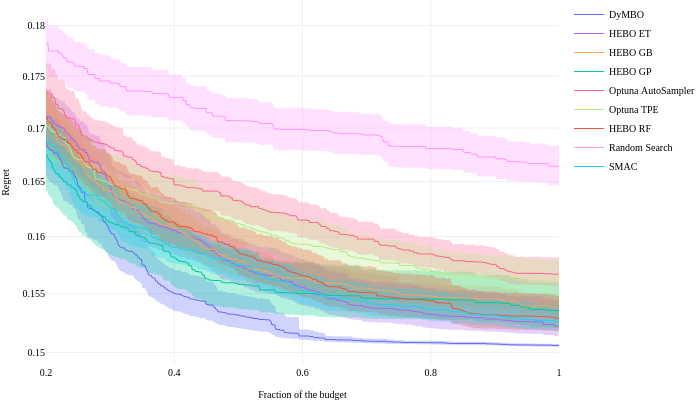 0.18
0.175
0.17
0.165
0.16
0.155
0.15
Regret
0.2
0.4
0.6
0.8
1
Fraction of the budget
DyMBO
HEBO ET
HEBO GB
HEBO GP
Optuna AutoSampler
Optuna TPE
HEBO RF
Random Search
SMAC